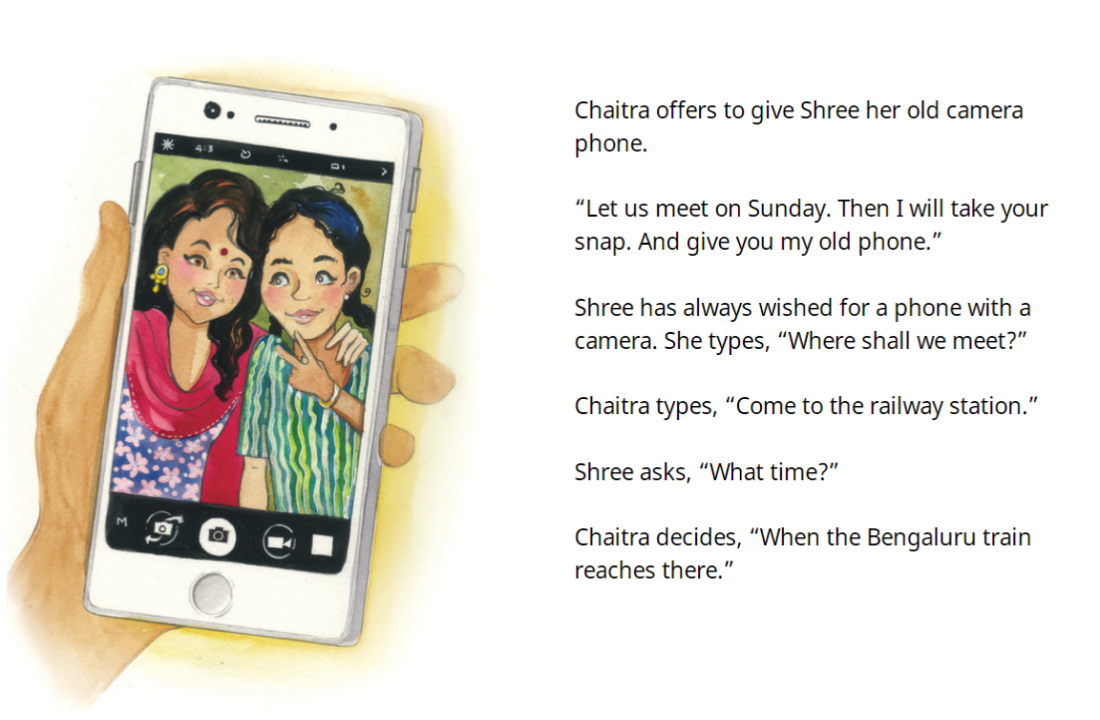 4:3
M
Chaitra offers to give Shree her old camera
phone.
“Let us meet on Sunday. Then I will take your
snap. And give you my old phone.”
Shree has always wished for a phone with a
camera. She types, “Where shall we meet?”
Chaitra types, “Come to the railway station.”
Shree asks, “What time?”
Chaitra decides, “When the Bengaluru train
reaches there.”